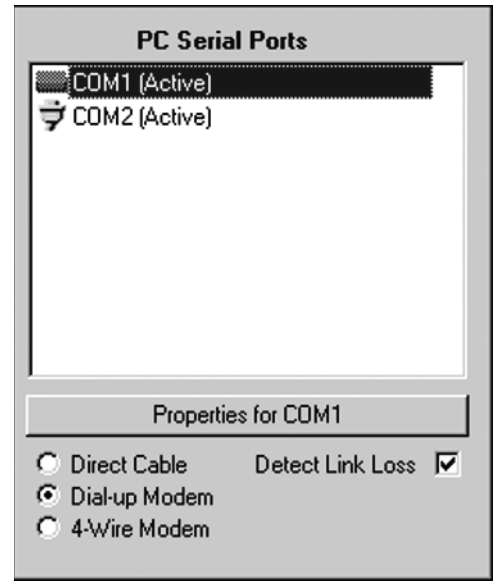 PC Serial Ports
COM1 (Active)
COM2 (Active)
Properties for COM1
Direct Cable Detect Link Loss
Dial-up Modem
4-Wire Modem